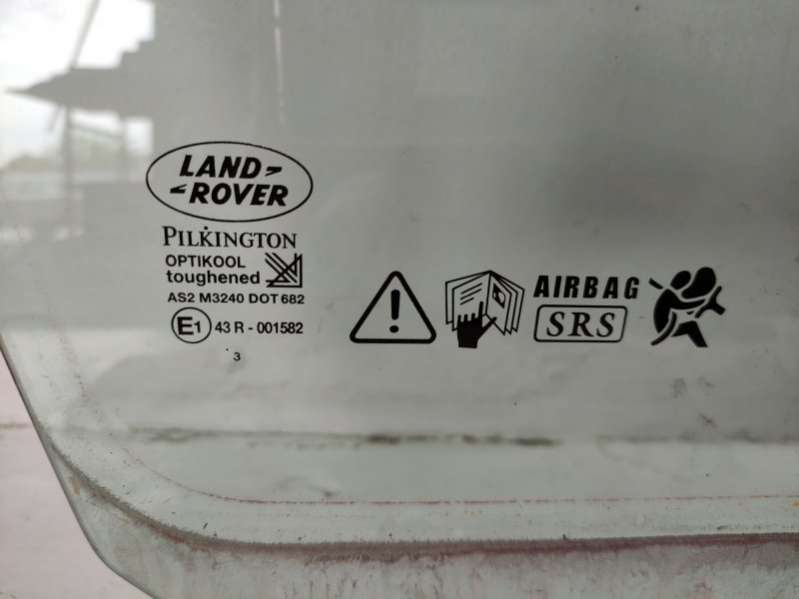 LAND
ROVER
PILKINGTON
OPTIKOOL
toughened
AS2 M3240 DOT 682
E1 43 R - 001582
3
AIRBAG
SRS